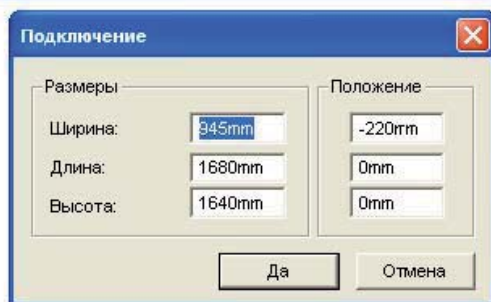 Подключение
Размеры
Положение
Ширина: 945mm -220mm
Длина: 1680mm 0mm
Высота: 1640mm 0mm
Да Отмена